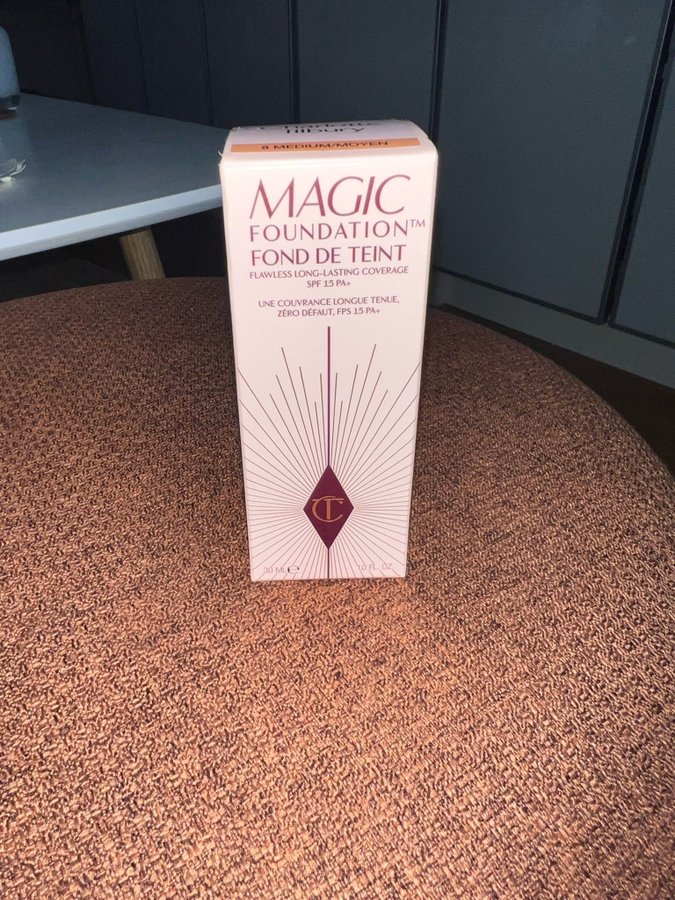 Charlotte
Tilbury
8 MEDIUM/MOYEN
MAGIC
FOUNDATION™
FOND DE TEINT
FLAWLESS LONG-LASTING COVERAGE
SPF 15 PA+
UNE COUVRANCE LONGUE TENUE,
ZÉRO DÉFAUT, FPS 15 PA+
CT
30 ML ℮ 1.0 FL. OZ.